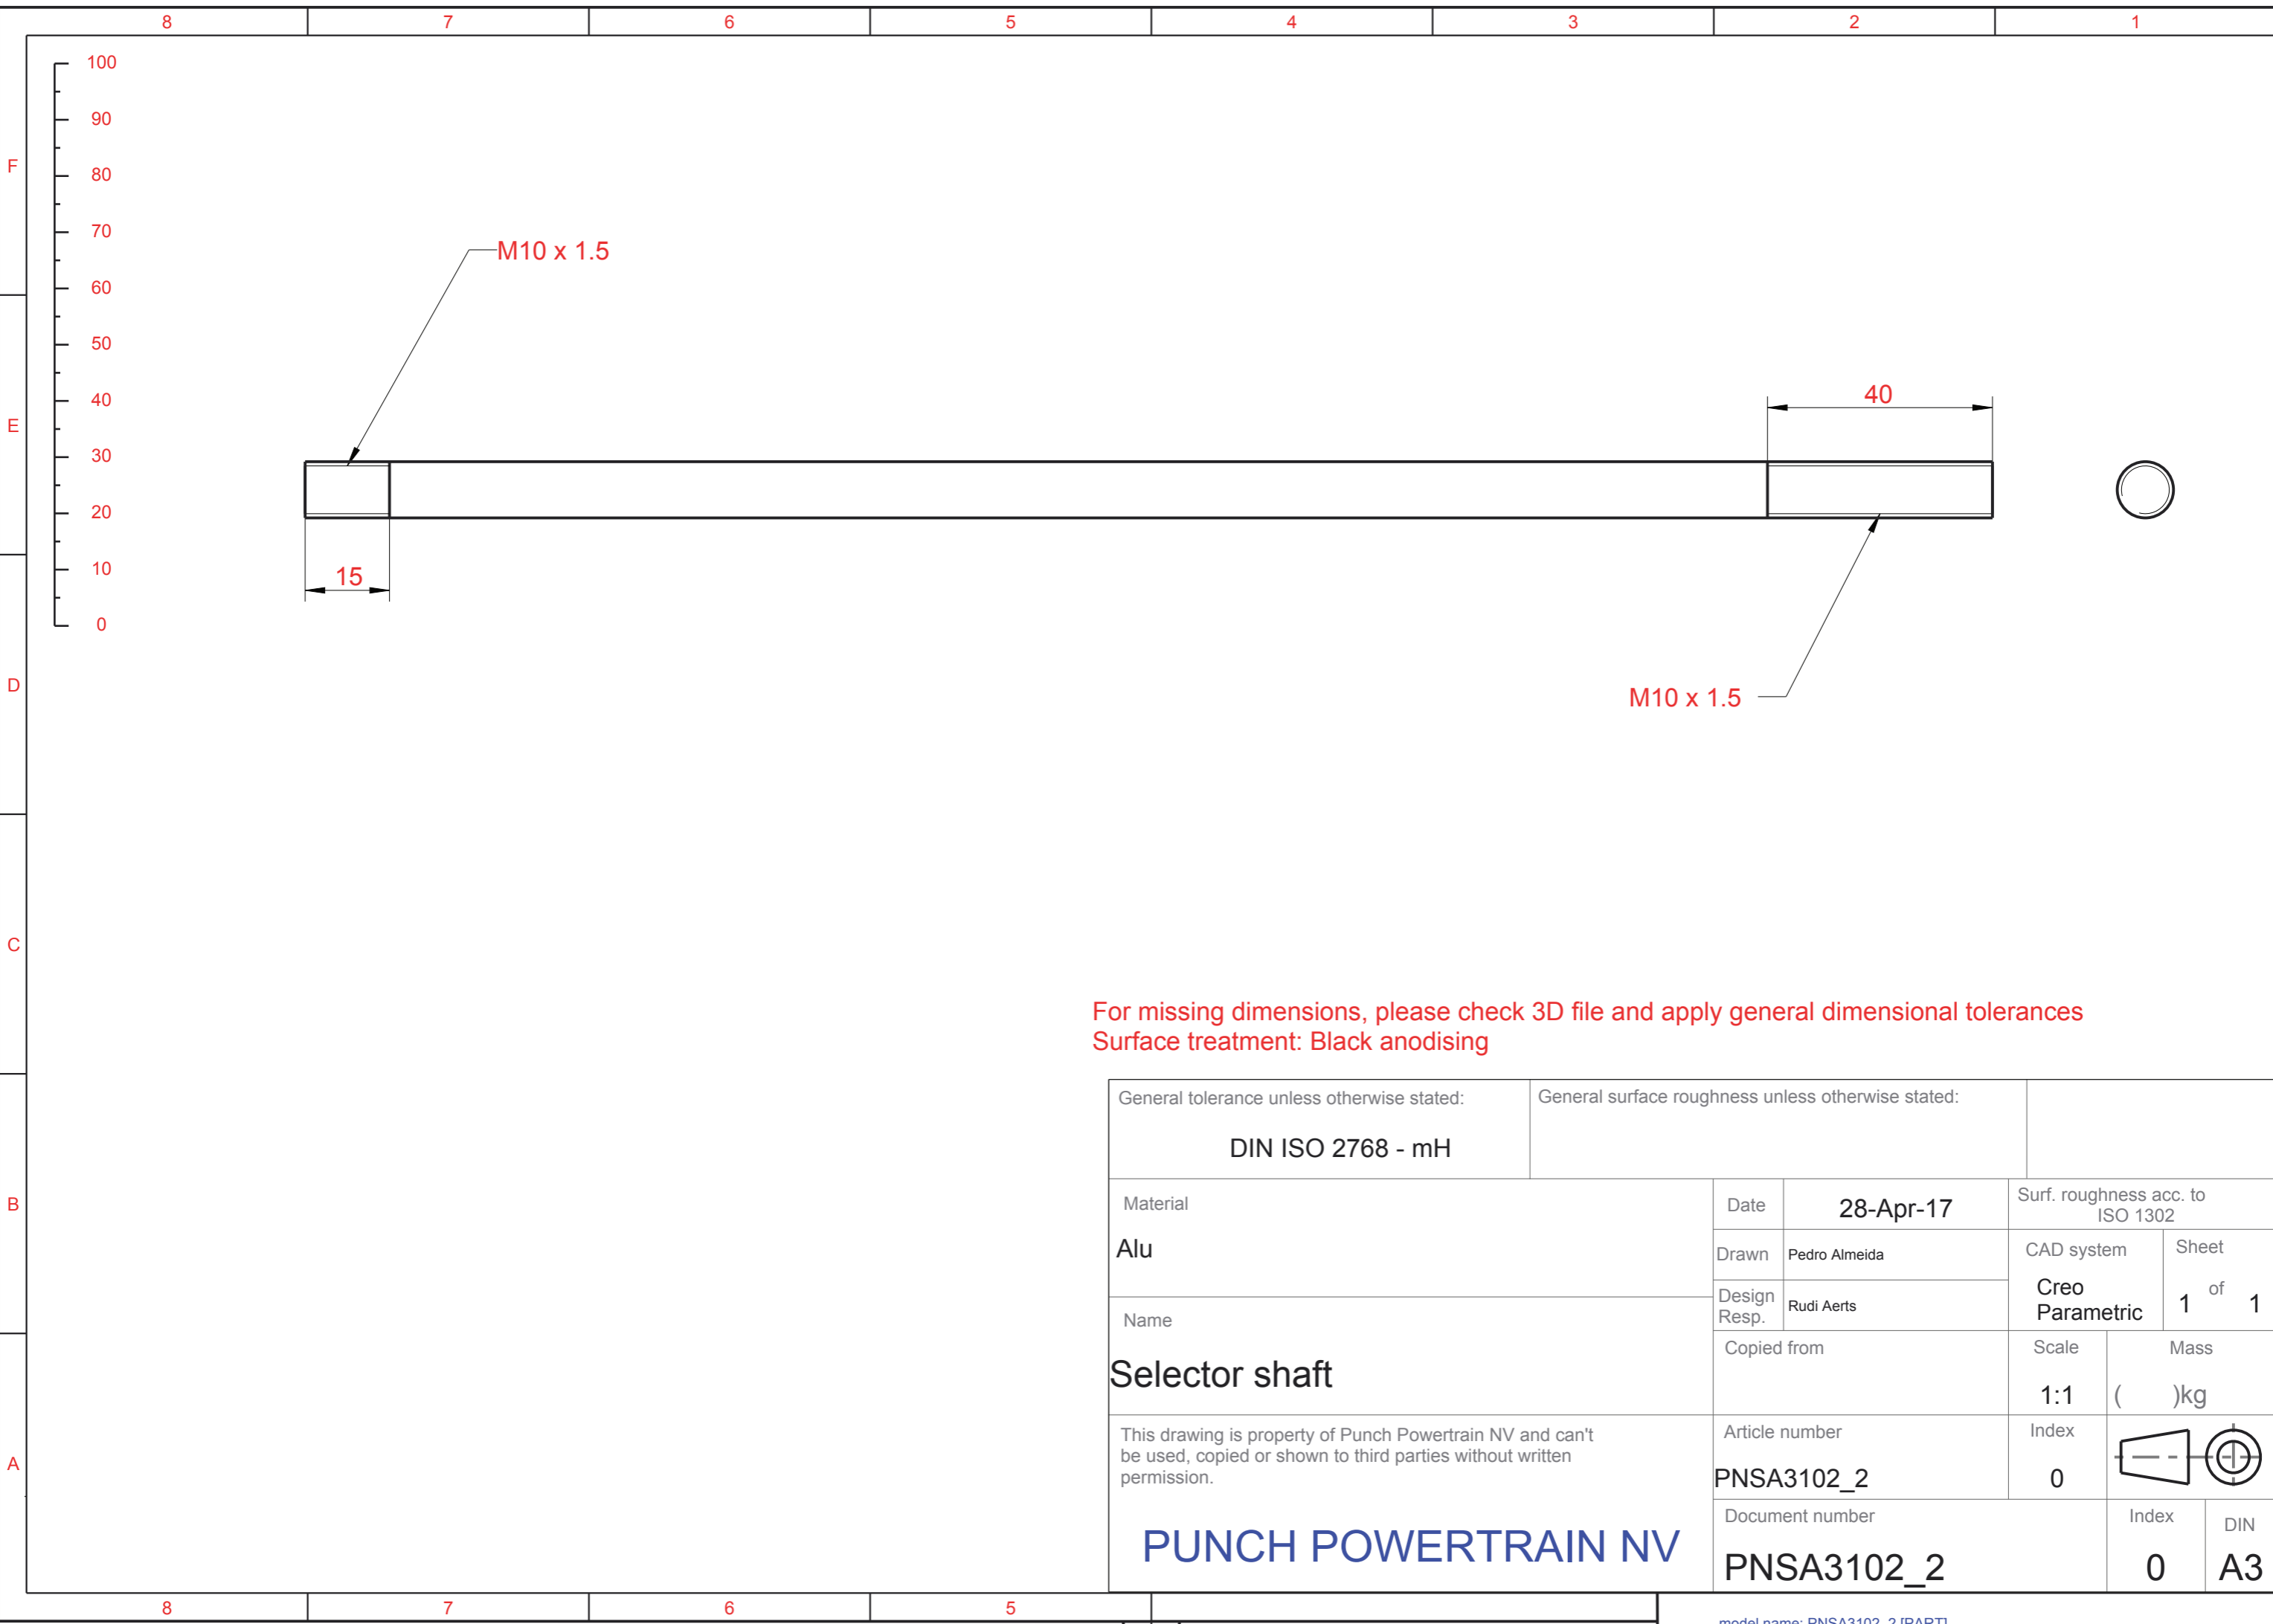 8 7 6 5 4 3 2 1
100
90
80
70
60
50
40
30
20
10
0
F
E
D
C
B
A
M10 x 1.5
40
15
M10 x 1.5
For missing dimensions, please check 3D file and apply general dimensional tolerances
Surface treatment: Black anodising
General tolerance unless otherwise stated:
DIN ISO 2768 - mH
General surface roughness unless otherwise stated:
Material
Alu
Date
28-Apr-17
Surf. roughness acc. to
ISO 1302
Drawn
Pedro Almeida
CAD system
Creo
Parametric
Sheet
1 of 1
Design
Resp.
Rudi Aerts
Name
Selector shaft
Copied from
Scale
1:1
Mass
( )kg
This drawing is property of Punch Powertrain NV and can't
be used, copied or shown to third parties without written
permission.
PUNCH POWERTRAIN NV
Article number
PNSA3102_2
Index
0
Document number
PNSA3102_2
Index
0
DIN
A3
8 7 6 5
model name: PNSA3102_2 [PART]